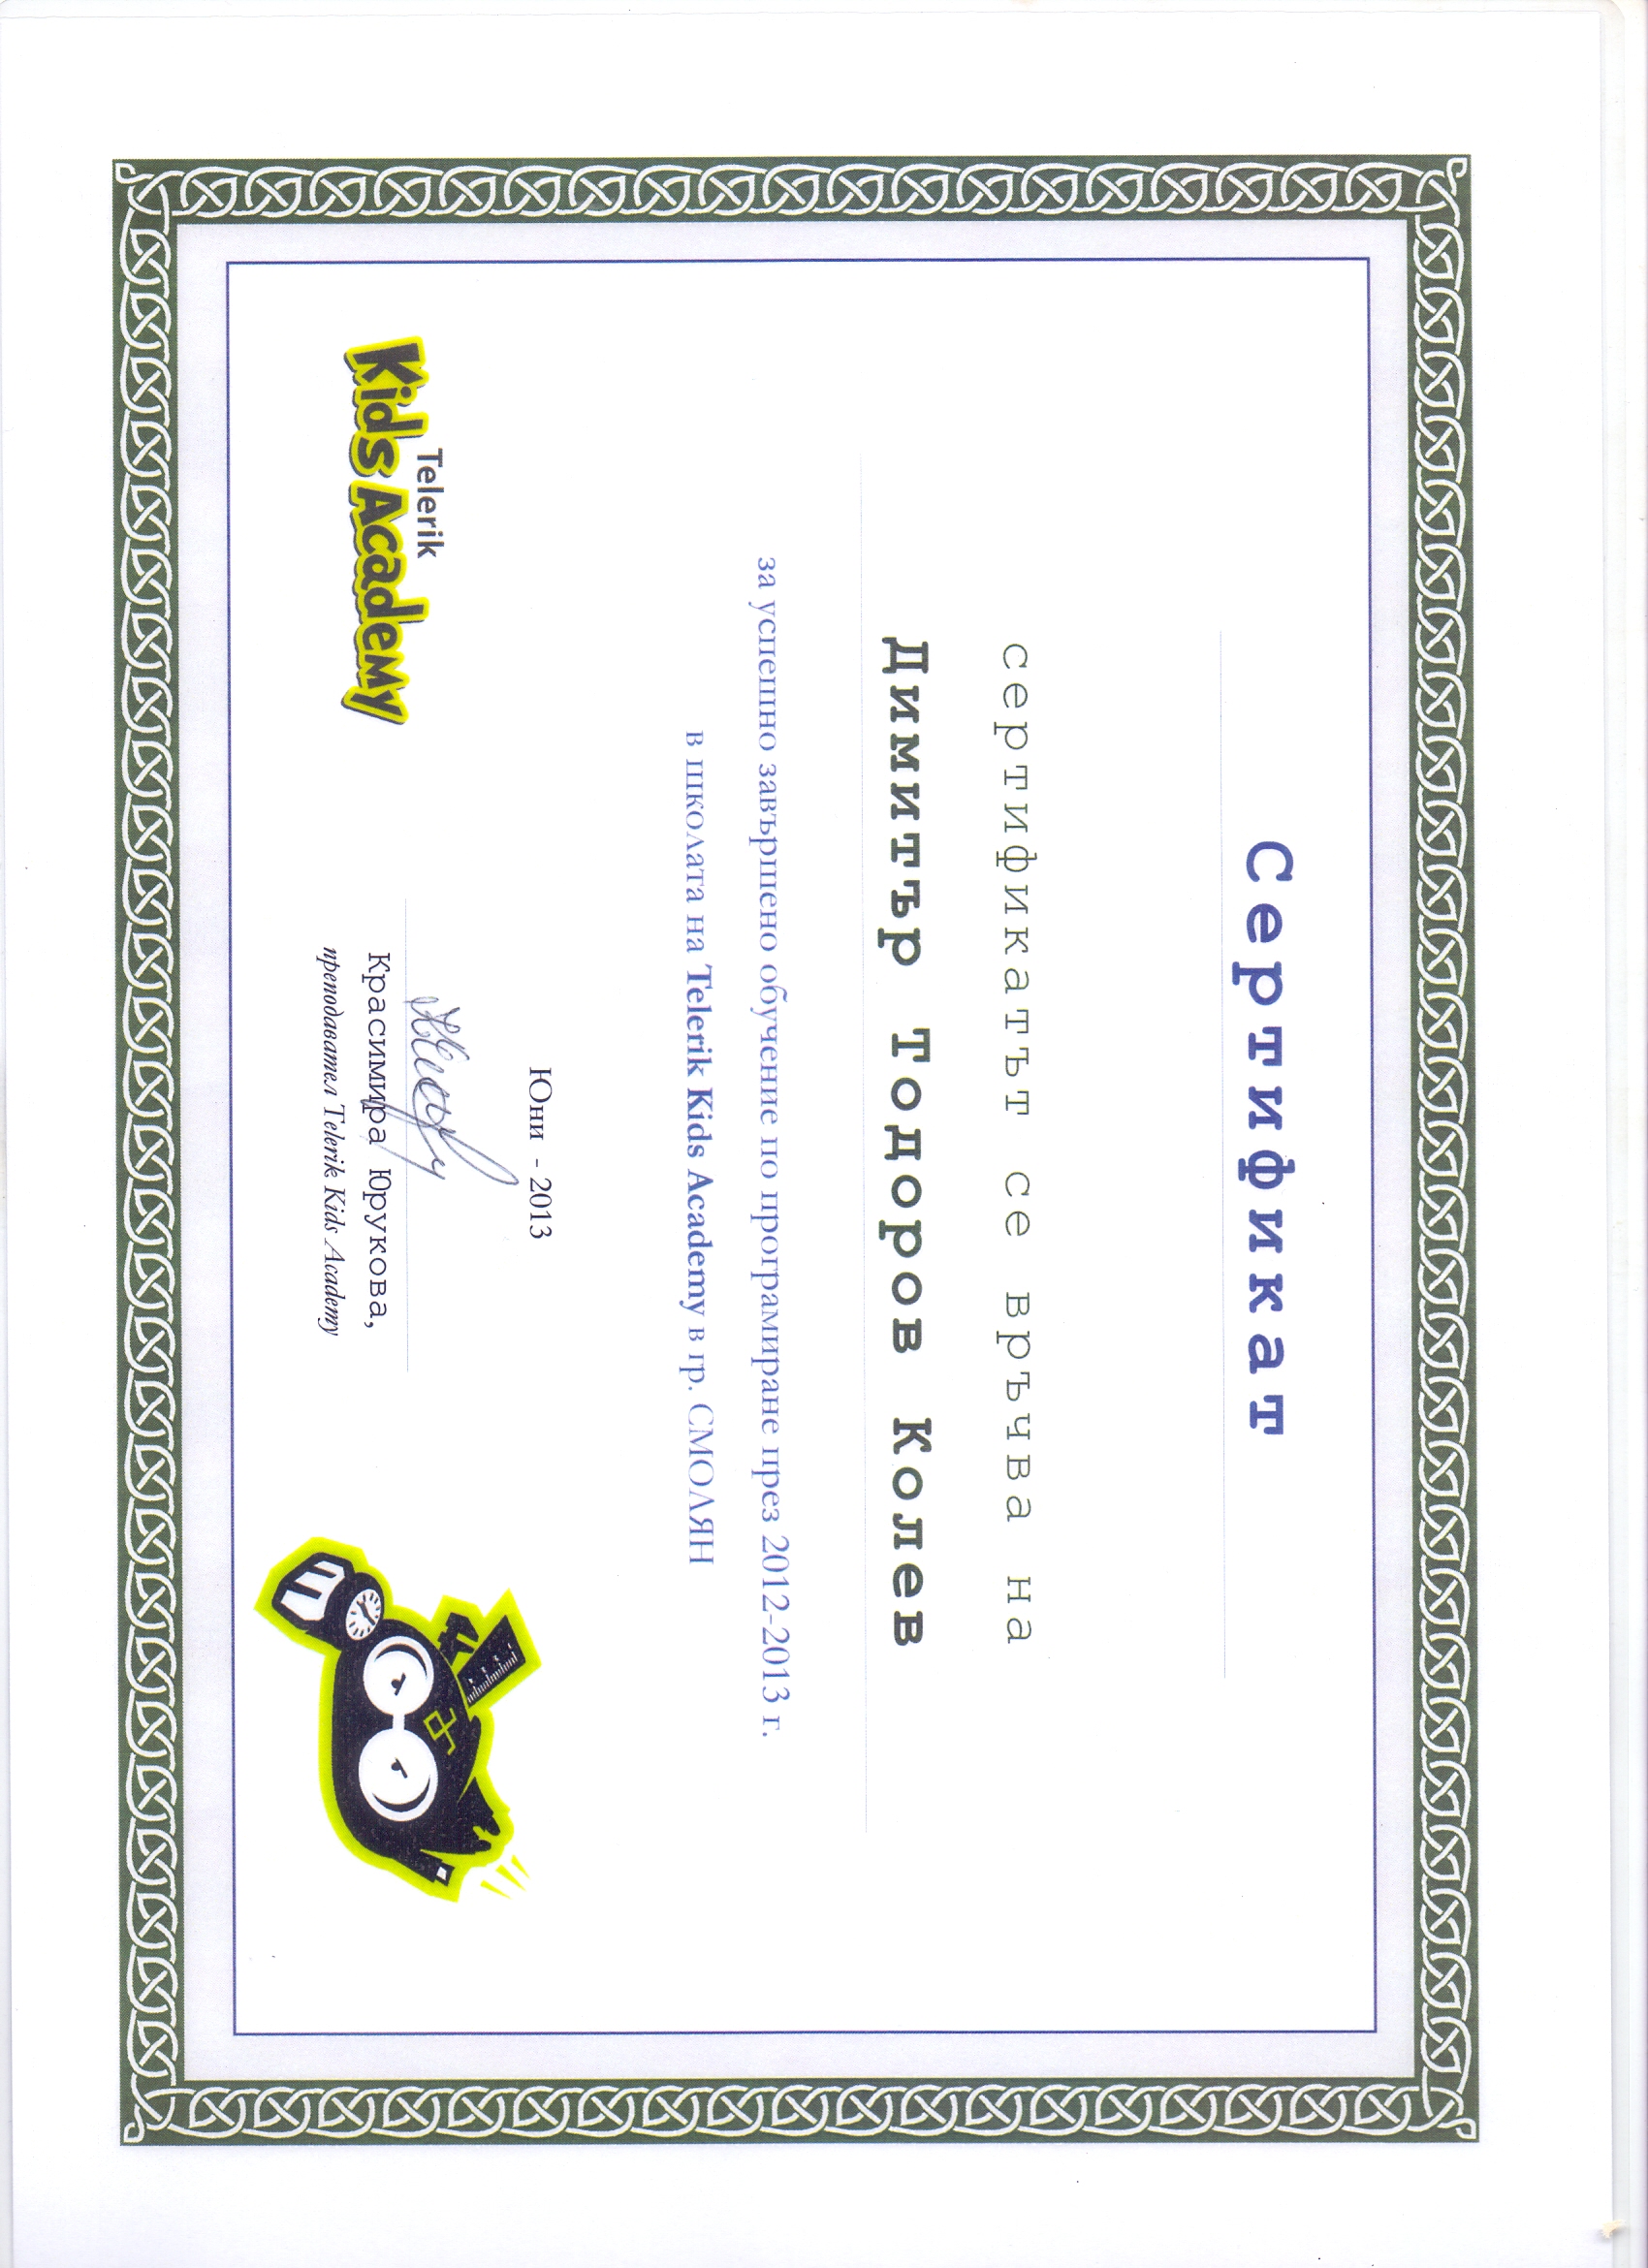 Сертификат
сертификатът се връчва на
Димитър Тодоров Колев
за успешно завършено обучение по програмиране през 2012-2013 г.
в школата на Telerik Kids Academy в гр. СМОЛЯН
Юни - 2013
Telerik
Kids Academy
Красимира Юрукова,
преподавател Telerik Kids Academy